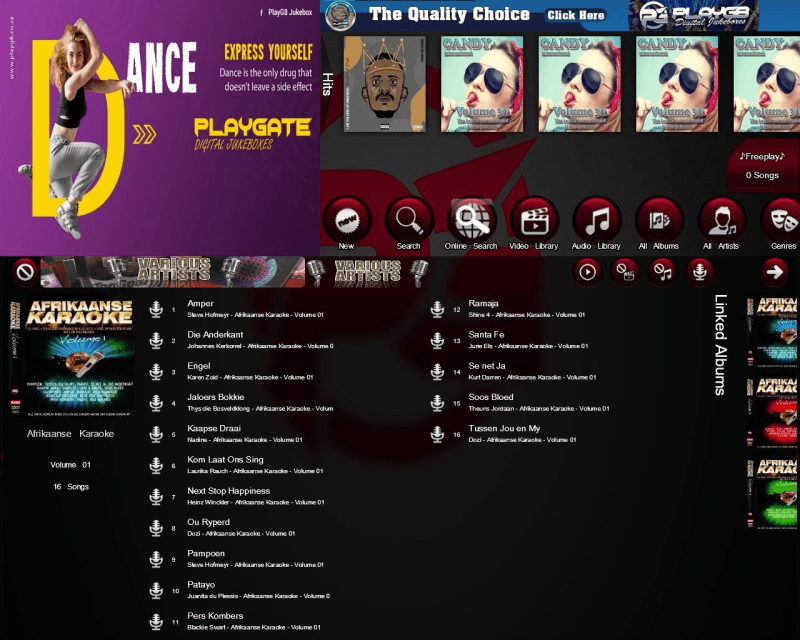 www.playg8.co.za
f PlayG8 Jukebox
DANCE
EXPRESS YOURSELF
Dance is the only drug that
doesn't leave a side effect
PLAYGATE
DIGITAL JUKEBOXES
The Quality Choice Click Here
PLAYG8
Digital Jukeboxes
Hits
CANDY
Volume 30
CANDY
Volume 30
CANDY
Volume 30
CANDY
Volume
♪Freeplay♪
0 Songs
New
Search
Online Search
Video Library
Audio Library
All Albums
All Artists
Genres
VARIOUS
ARTISTS
VARIOUS
ARTISTS
AFRIKAANSE
KARAOKE
Volume 1
Afrikaanse Karaoke
Volume 01
16 Songs
1 Amper
Steve Hofmeyr - Afrikaanse Karaoke - Volume 01
2 Die Anderkant
Johannes Kerkorrel - Afrikaanse Karaoke - Volume 0
3 Engel
Karen Zoid - Afrikaanse Karaoke - Volume 01
4 Jaloers Bokkie
Thys die Bosveldklong - Afrikaanse Karaoke - Volum
5 Kaapse Draai
Nadine - Afrikaanse Karaoke - Volume 01
6 Kom Laat Ons Sing
Laurika Rauch - Afrikaanse Karaoke - Volume 01
7 Next Stop Happiness
Heinz Winckler - Afrikaanse Karaoke - Volume 01
8 Ou Ryperd
Dozi - Afrikaanse Karaoke - Volume 01
9 Pampoen
Steve Hofmeyr - Afrikaanse Karaoke - Volume 01
10 Patayo
Juanita du Plessis - Afrikaanse Karaoke - Volume 0
11 Pers Kombers
Blackie Swart - Afrikaanse Karaoke - Volume 01
12 Ramaja
Shine 4 - Afrikaanse Karaoke - Volume 01
13 Santa Fe
Jurie Els - Afrikaanse Karaoke - Volume 01
14 Se net Ja
Kurt Darren - Afrikaanse Karaoke - Volume 01
15 Soos Bloed
Theuns Jordaan - Afrikaanse Karaoke - Volume 01
16 Tussen Jou en My
Dozi - Afrikaanse Karaoke - Volume 01
Linked Albums
AFRIKA
KARAO
AFRIKA
KARAO
AFRIKA
KARAO